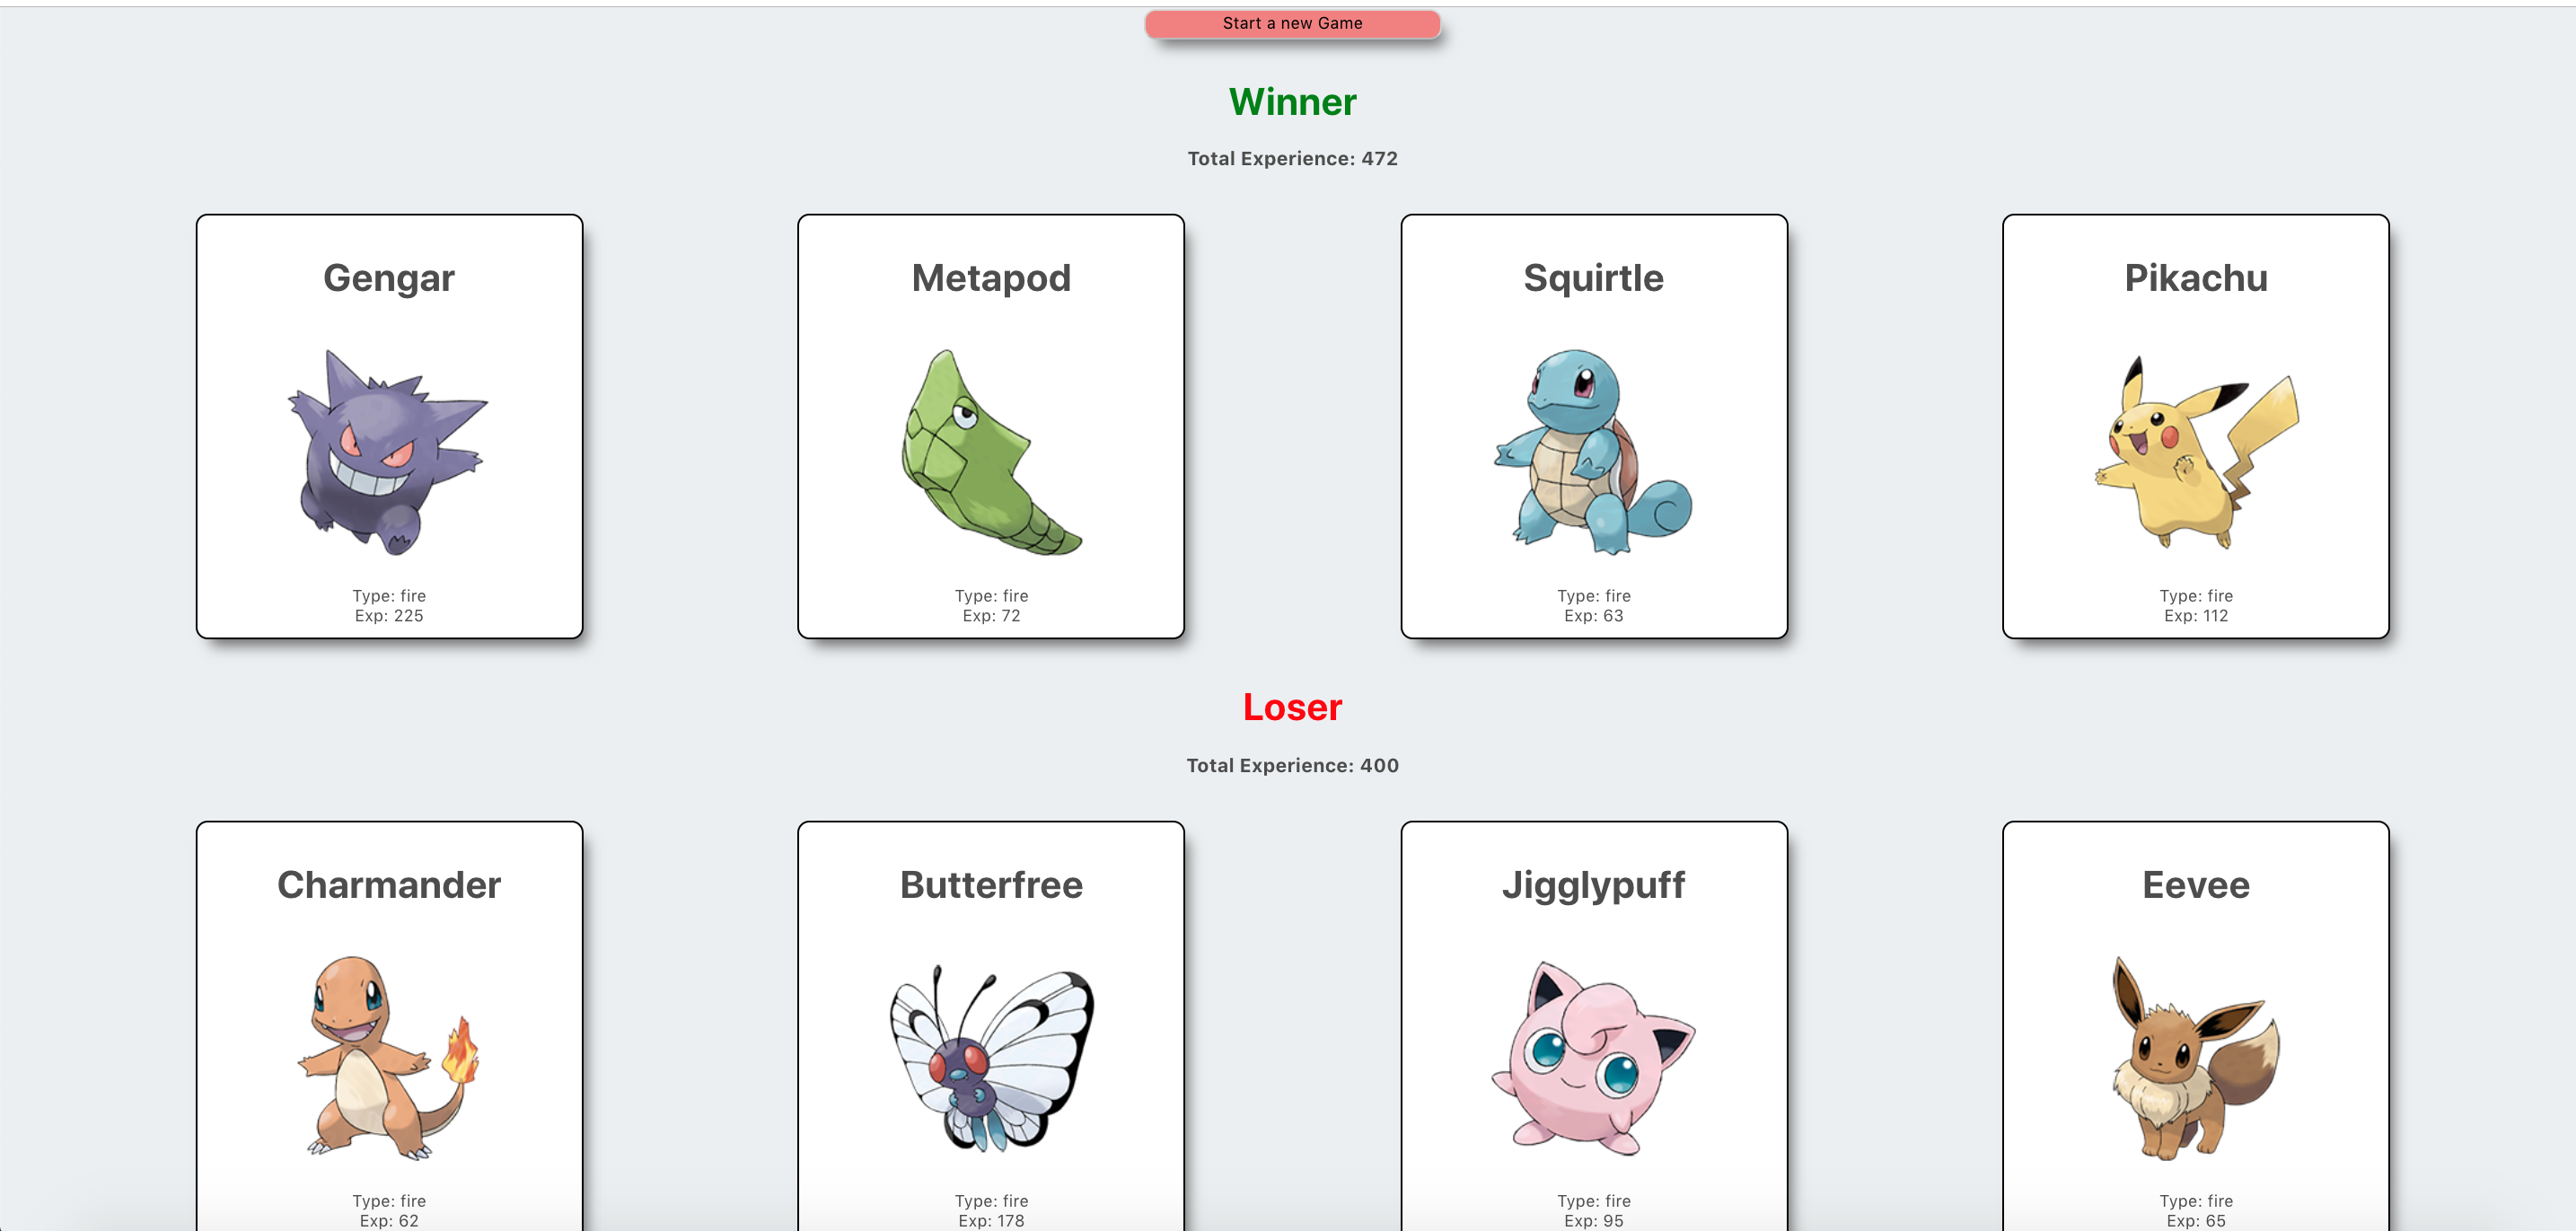 Start a new Game
Winner
Total Experience: 472
Gengar
Metapod
Squirtle
Pikachu
Type: fire
Exp: 225
Type: fire
Exp: 72
Type: fire
Exp: 63
Type: fire
Exp: 112
Loser
Total Experience: 400
Charmander
Butterfree
Jigglypuff
Eevee
Type: fire
Exp: 62
Type: fire
Exp: 178
Type: fire
Exp: 95
Type: fire
Exp: 65